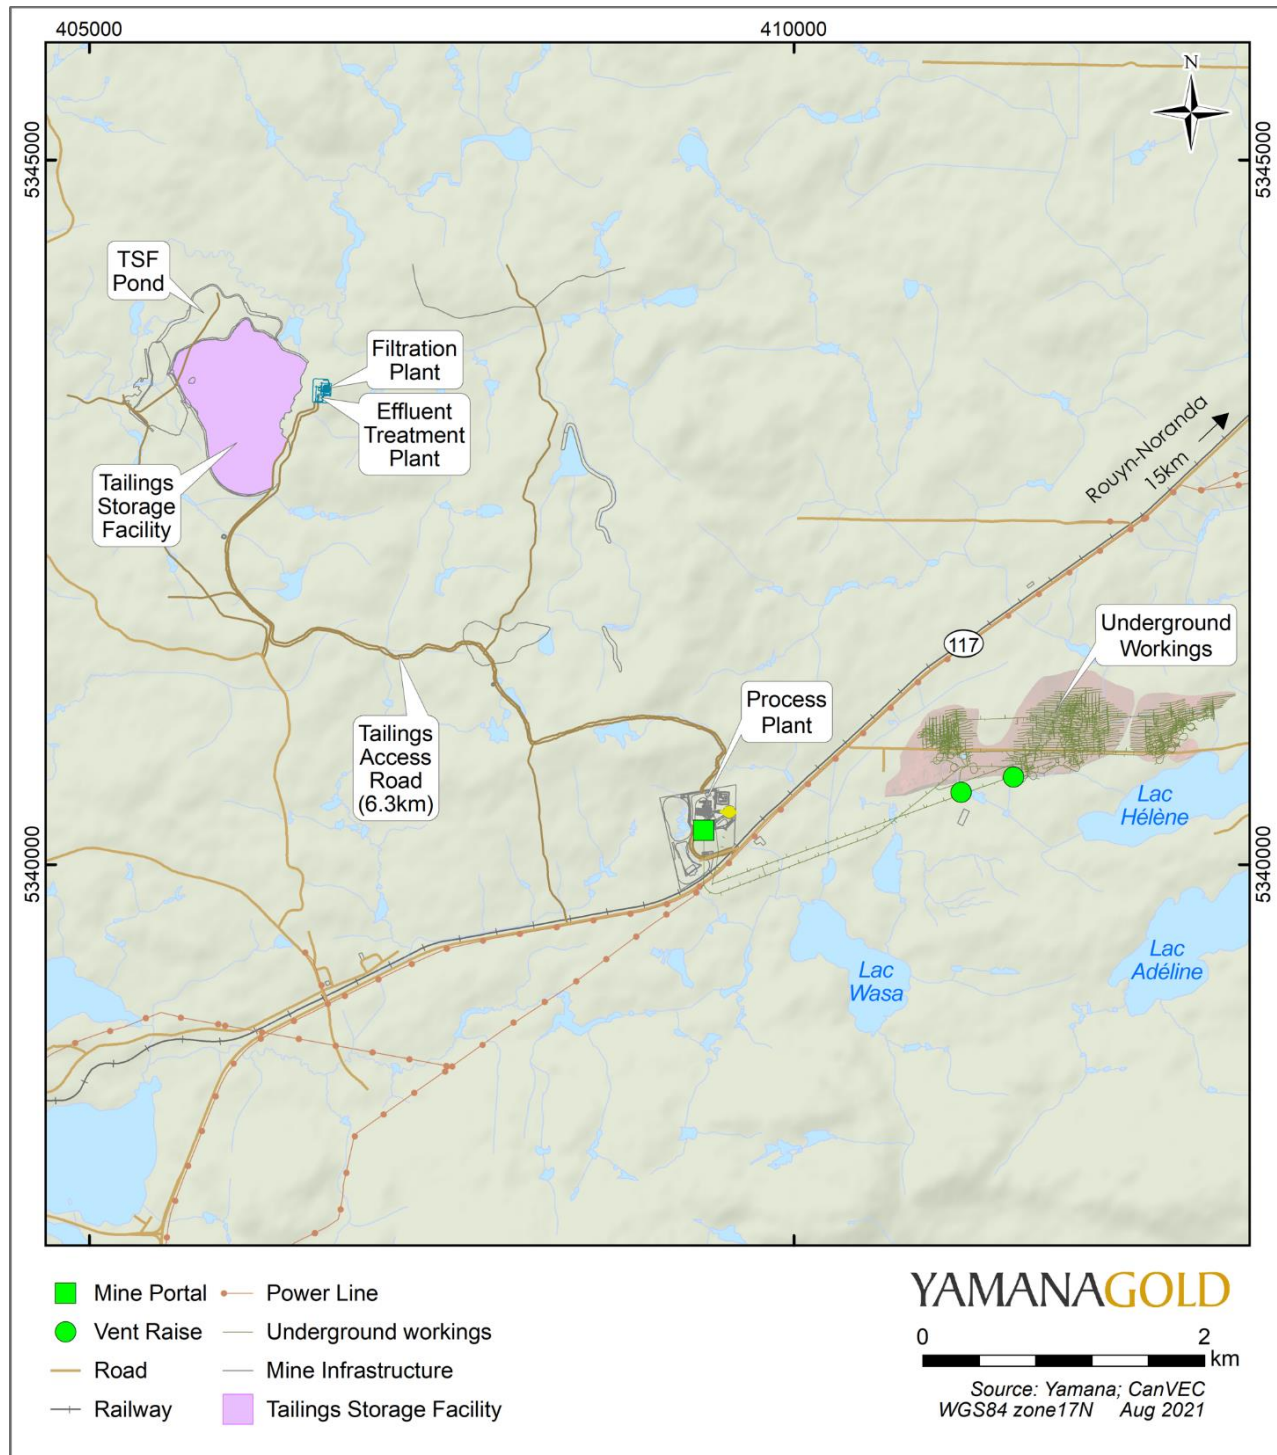 405000
410000
N
5345000
5345000
TSF
Pond
Filtration
Plant
Effluent
Treatment
Plant
Tailings
Storage
Facility
Rouyn-Noranda
15km
117
Underground
Workings
Process
Plant
Tailings
Access
Road
(6.3km)
Lac
Hélène
5340000
5340000
Lac
Wasa
Lac
Adéline
Mine Portal
Power Line
Vent Raise
Underground workings
Road
Mine Infrastructure
Railway
Tailings Storage Facility
YAMANAGOLD
0 2
km
Source: Yamana; CanVEC
WGS84 zone17N Aug 2021